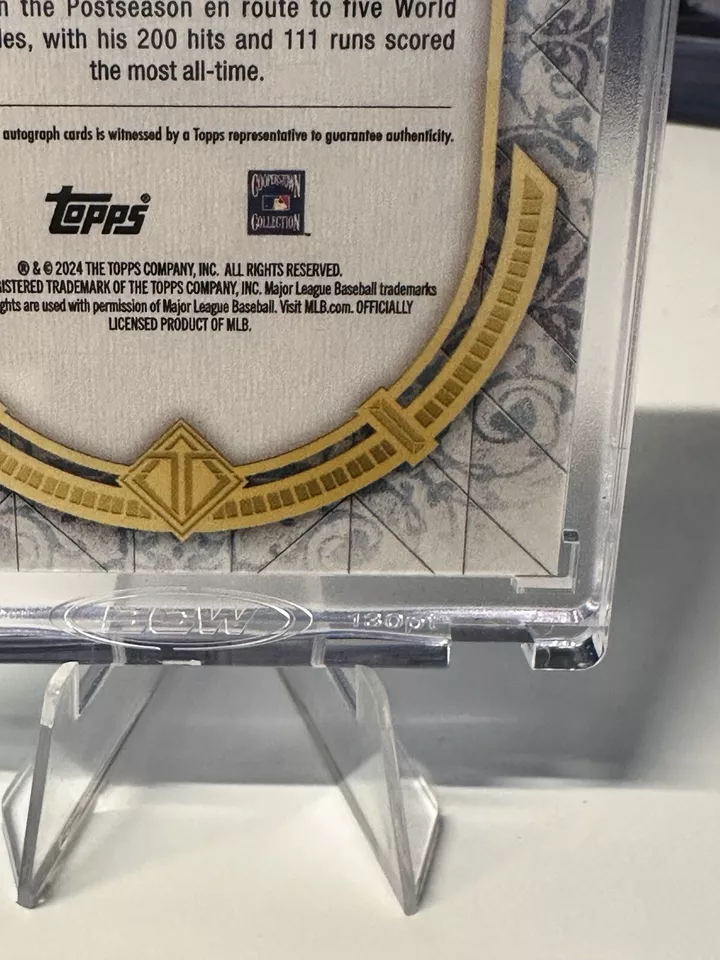 the Postseason en route to five World
les, with his 200 hits and 111 runs scored
the most all-time.
autograph cards is witnessed by a Topps representative to guarantee authenticity.
topps®
COOPERSTOWN
COLLECTION
™
® & © 2024 THE TOPPS COMPANY, INC. ALL RIGHTS RESERVED.
ISTERED TRADEMARK OF THE TOPPS COMPANY, INC. Major League Baseball trademarks
ghts are used with permission of Major League Baseball. Visit MLB.com. OFFICIALLY
LICENSED PRODUCT OF MLB.
BCW 130pt